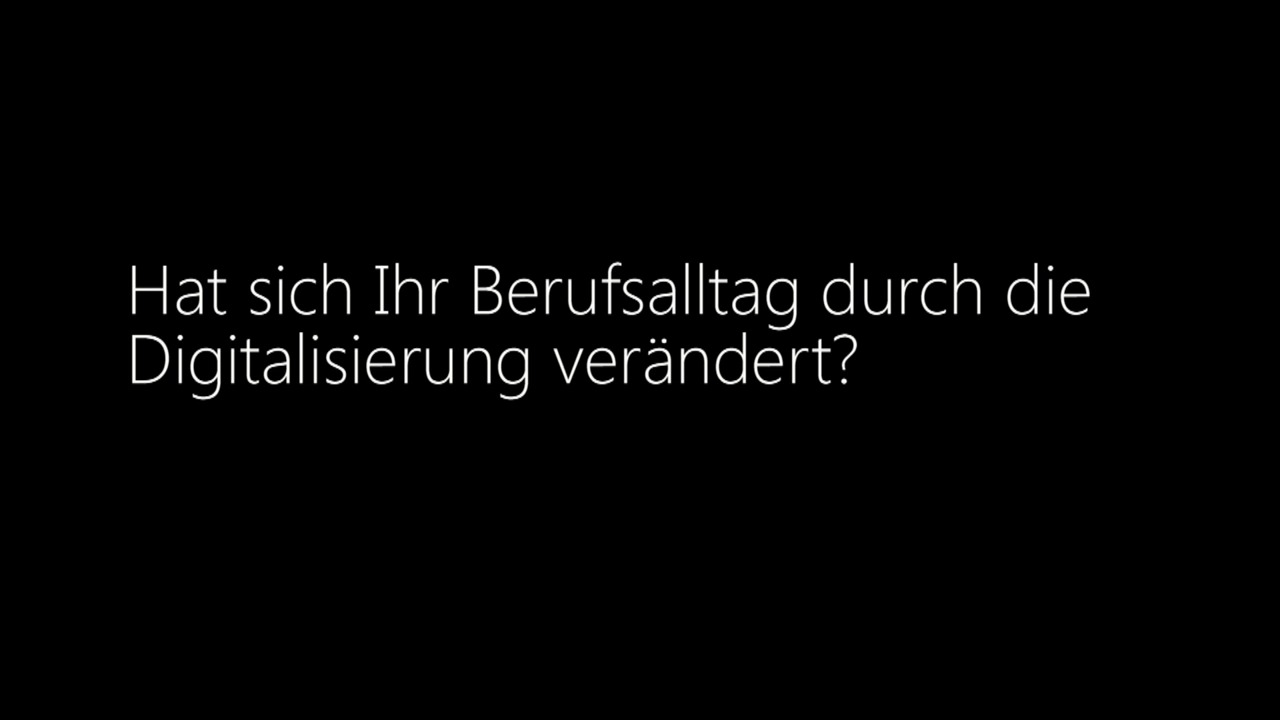 Hat sich Ihr Berufsalltag durch die
Digitalisierung verändert?